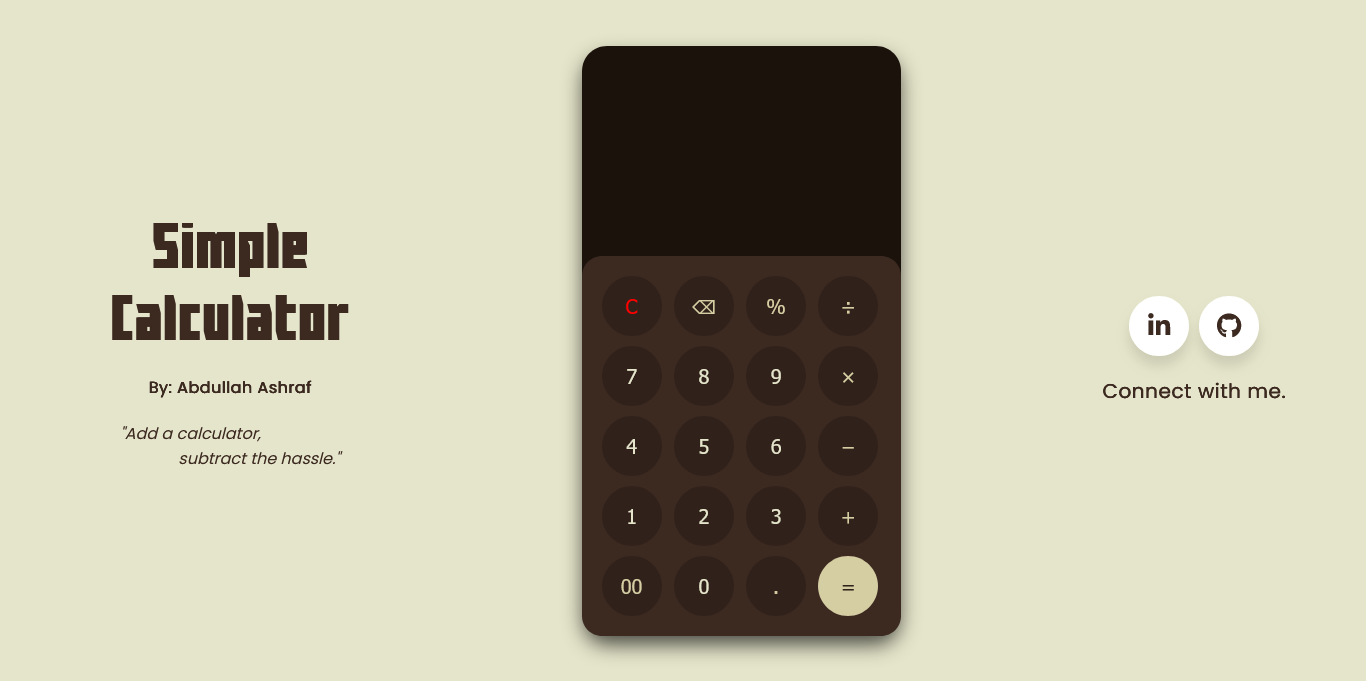 Simple
Calculator
By: Abdullah Ashraf
"Add a calculator,
subtract the hassle."
C ⌫ % ÷
7 8 9 ×
4 5 6 −
1 2 3 +
00 0 . =
in
Connect with me.